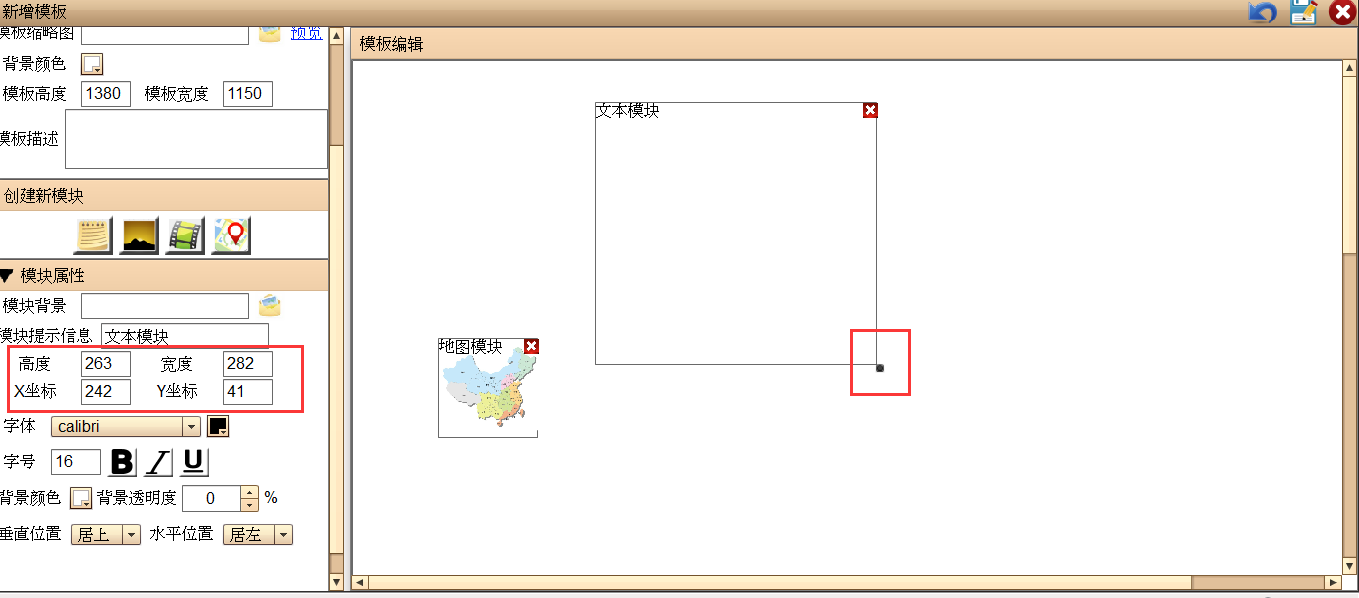 新增模板
模板缩略图 预览
背景颜色
模板高度 1380 模板宽度 1150
模板描述
创建新模块
模块属性
模块背景
模块提示信息 文本模块
高度 263 宽度 282
X坐标 242 Y坐标 41
字体 calibri
字号 16 B I U
背景颜色 背景透明度 0 %
垂直位置 居上 水平位置 居左
模板编辑
文本模块
地图模块